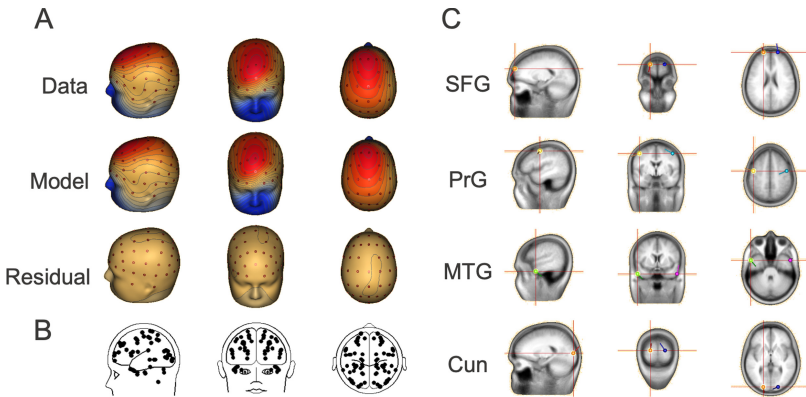 A
Data
Model
Residual
B
C
SFG
PrG
MTG
Cun